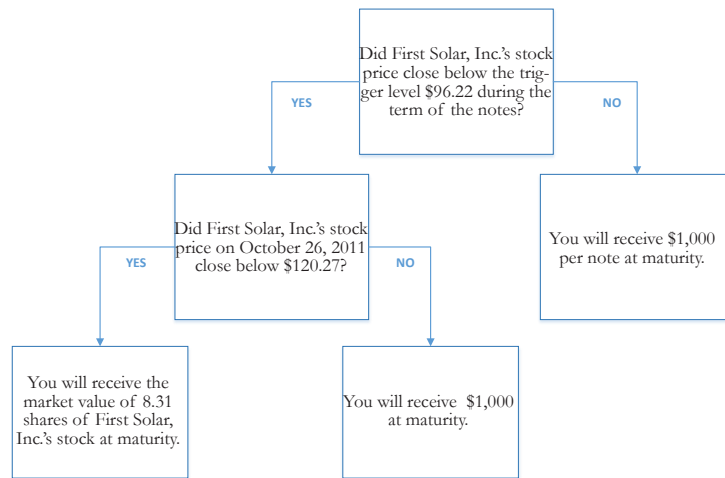 Did First Solar, Inc.'s stock
price close below the trig-
ger level $96.22 during the
term of the notes?
YES
NO
Did First Solar, Inc.'s stock
price on October 26, 2011
close below $120.27?
You will receive $1,000
per note at maturity.
YES
NO
You will receive the
market value of 8.31
shares of First Solar,
Inc.'s stock at maturity.
You will receive $1,000
at maturity.